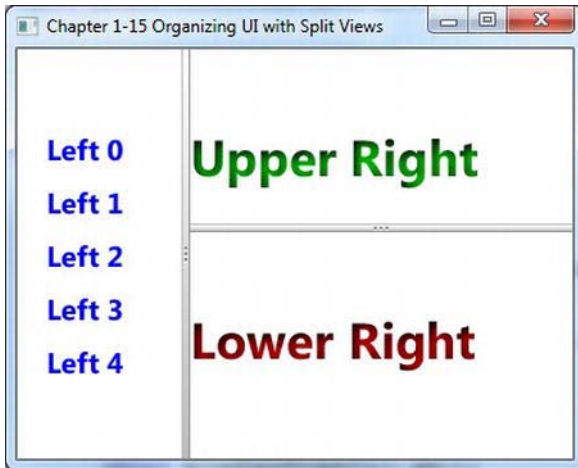 Chapter 1-15 Organizing UI with Split Views
Left 0
Left 1
Left 2
Left 3
Left 4
Upper Right
Lower Right